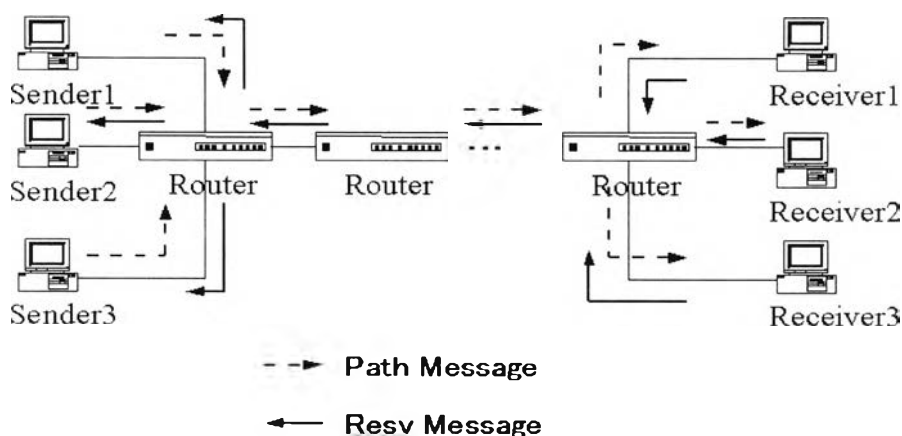 Sender1
Receiver1
Sender2
Router
Router
...
Router
Receiver2
Sender3
Receiver3
Path Message
Resv Message